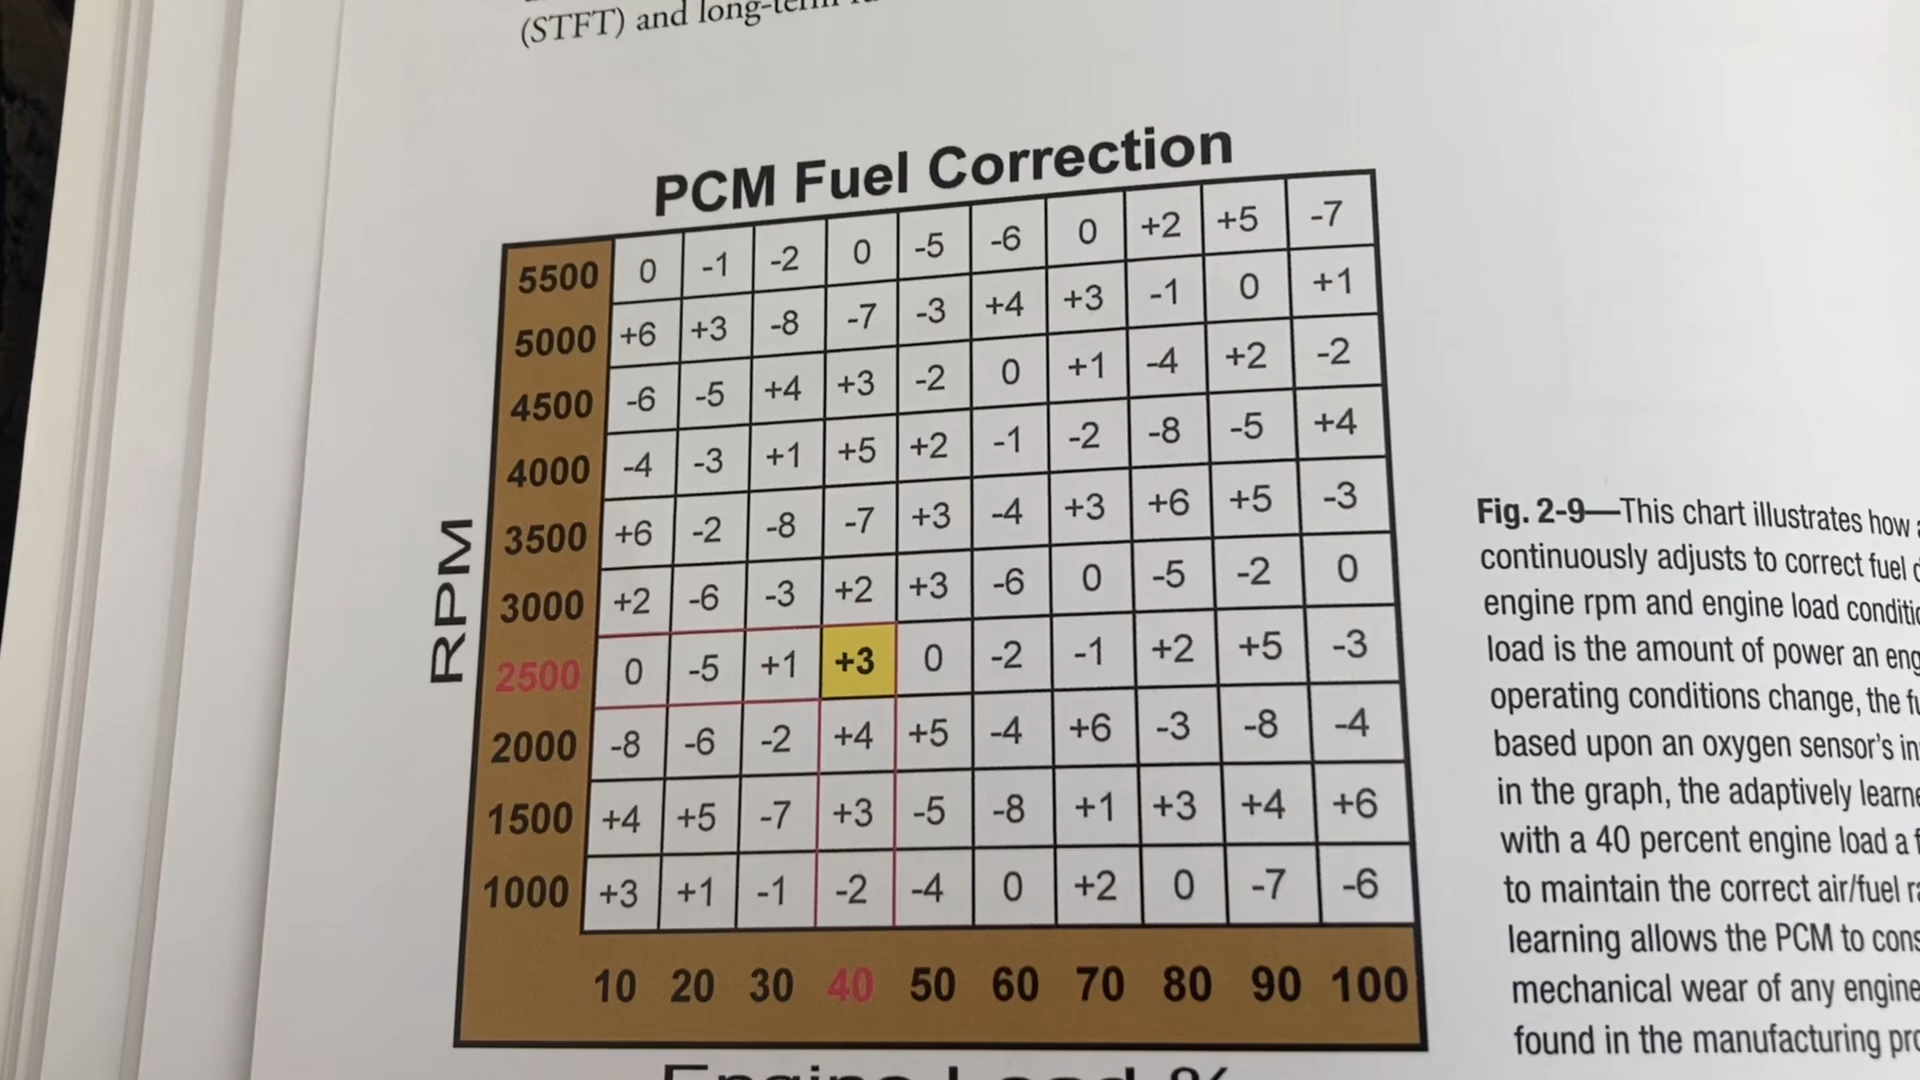 (STFT) and long-term
PCM Fuel Correction
5500 0 -1 -2 0 -5 -6 0 +2 +5 -7
5000 +6 +3 -8 -7 -3 +4 +3 -1 0 +1
4500 -6 -5 +4 +3 -2 0 +1 -4 +2 -2
4000 -4 -3 +1 +5 +2 -1 -2 -8 -5 +4
3500 +6 -2 -8 -7 +3 -4 +3 +6 +5 -3
3000 +2 -6 -3 +2 +3 -6 0 -5 -2 0
2500 0 -5 +1 +3 0 -2 -1 +2 +5 -3
2000 -8 -6 -2 +4 +5 -4 +6 -3 -8 -4
1500 +4 +5 -7 +3 -5 -8 +1 +3 +4 +6
1000 +3 +1 -1 -2 -4 0 +2 0 -7 -6
10 20 30 40 50 60 70 80 90 100
RPM
Engine Load %
Fig. 2-9—This chart illustrates how
continuously adjusts to correct fuel
engine rpm and engine load
load is the amount of power an
operating conditions change, the
based upon an oxygen sensor's
in the graph, the adaptively
with a 40 percent engine load a
to maintain the correct air/fuel
learning allows the PCM to
mechanical wear of any engine
found in the manufacturing